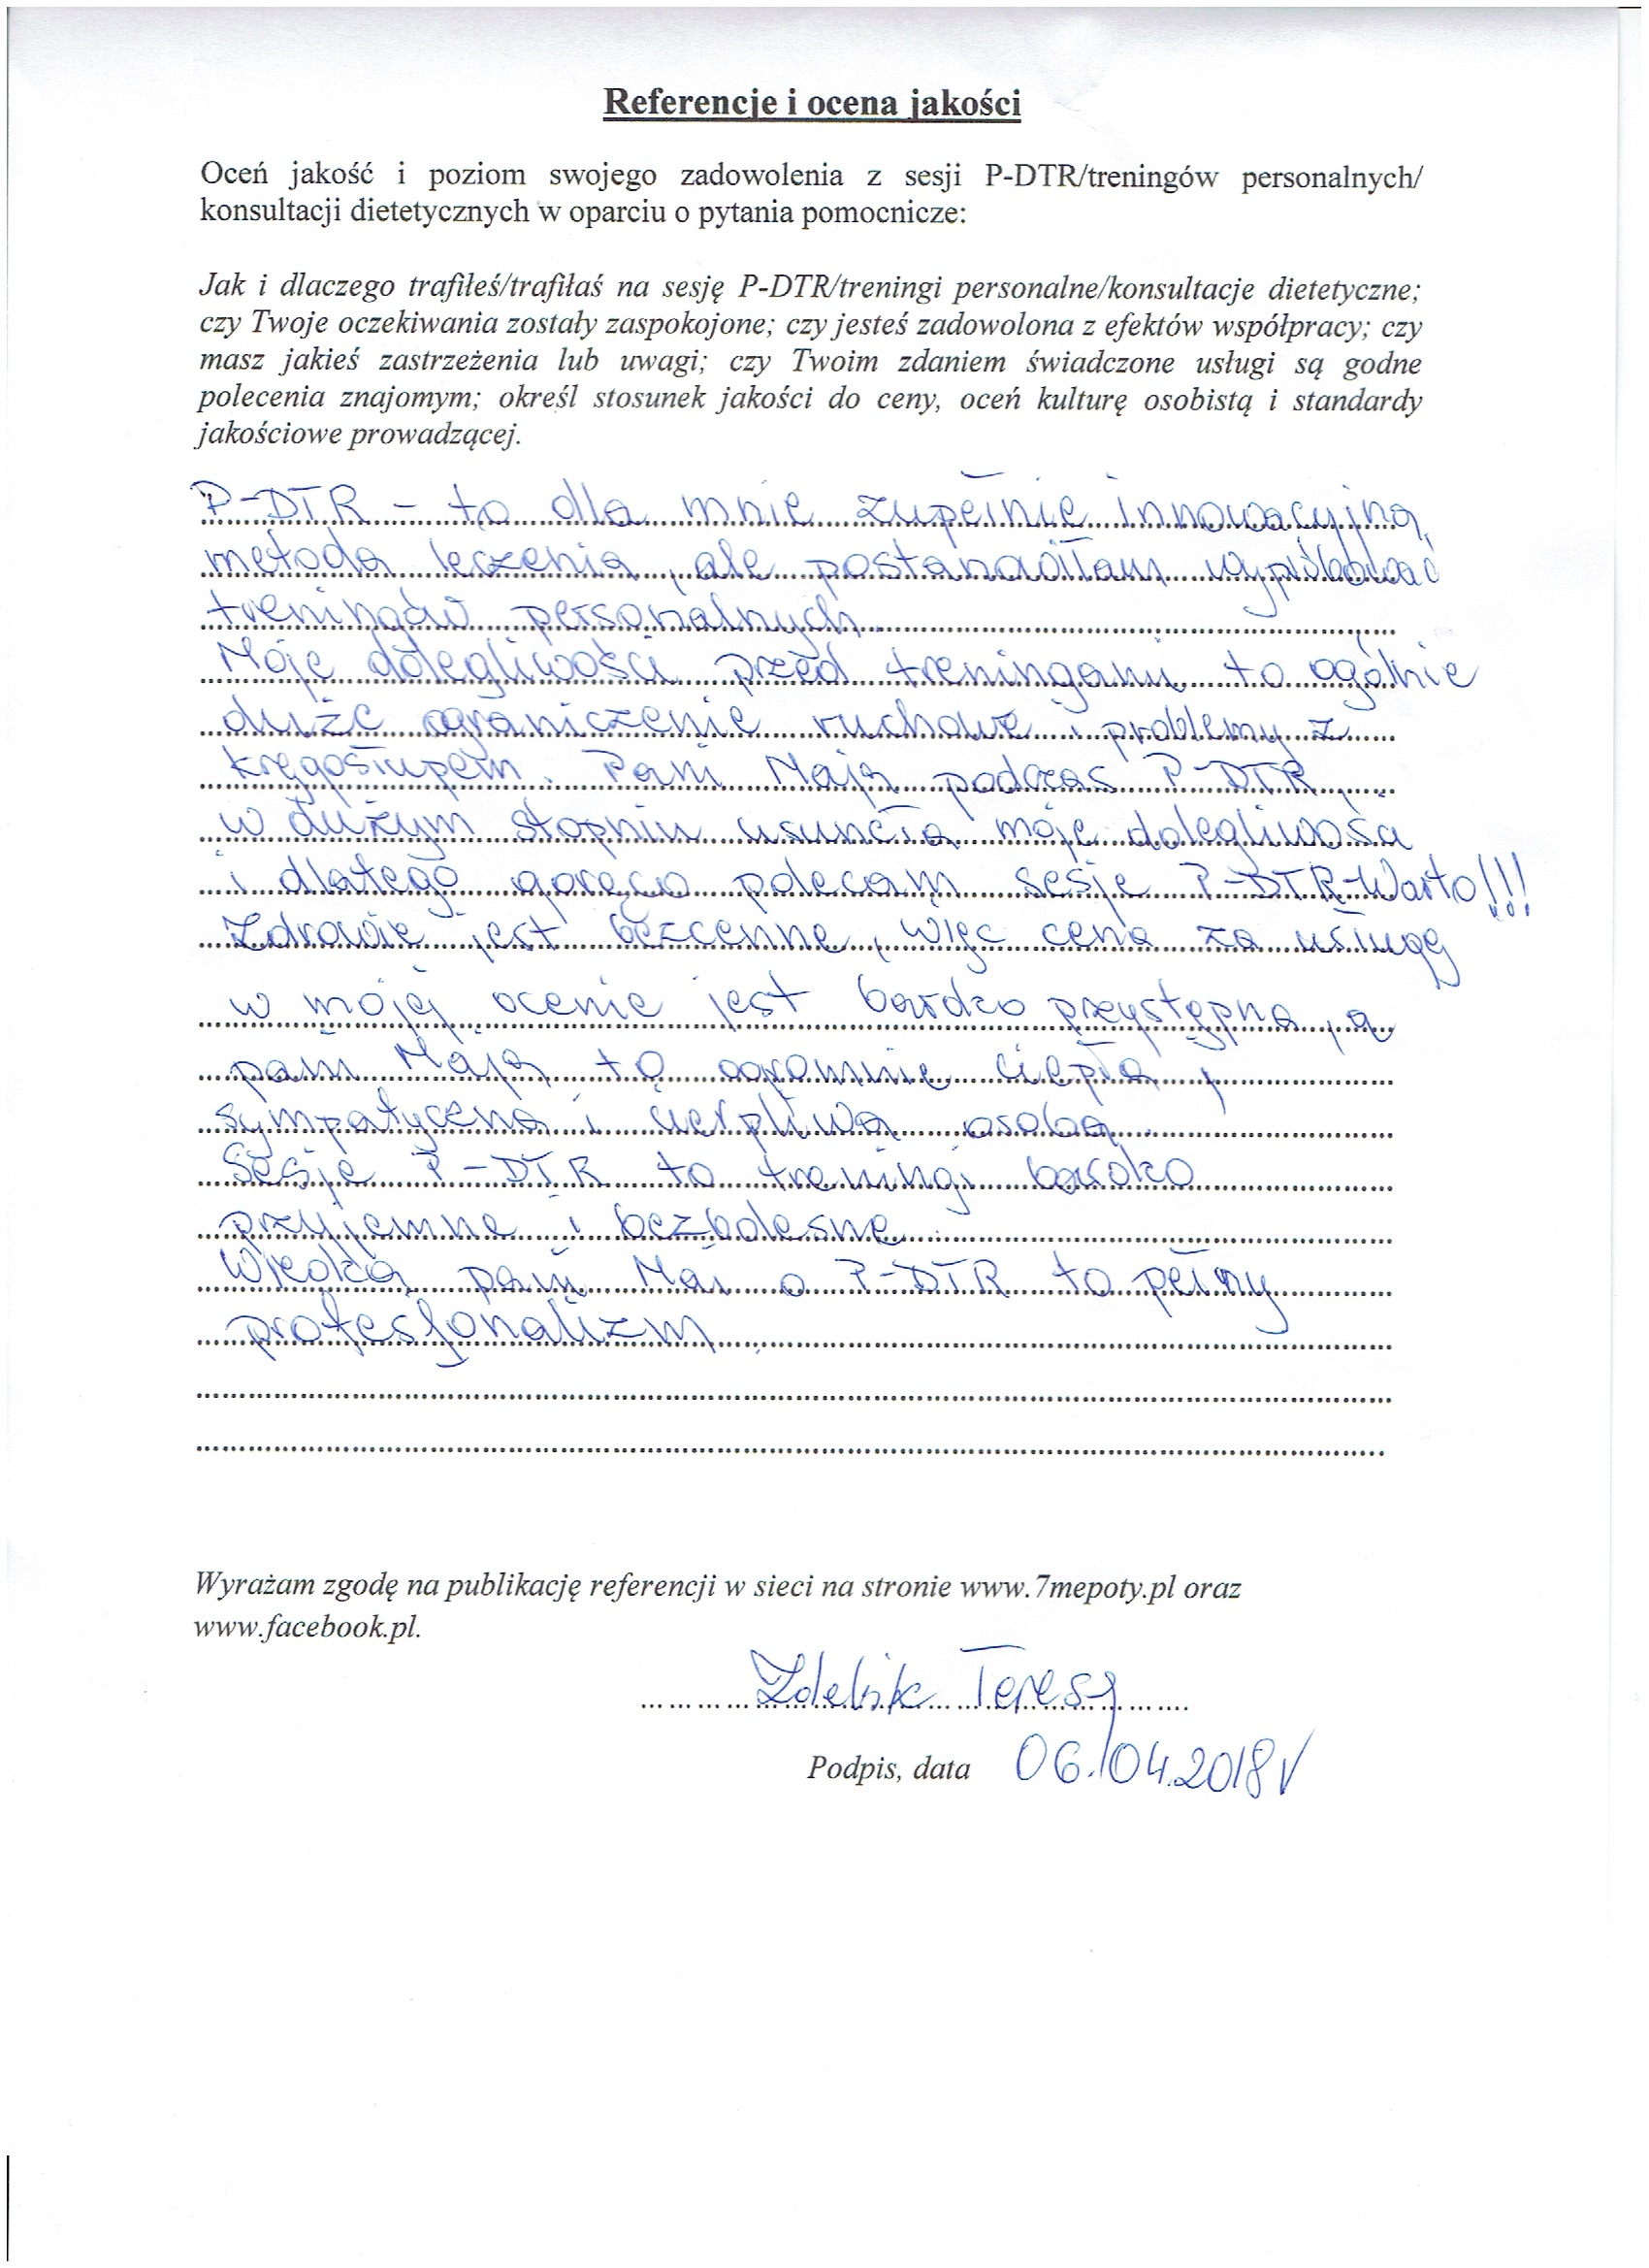 Referencje i ocena jakości
Oceń jakość i poziom swojego zadowolenia z sesji P-DTR/treningów personalnych/
konsultacji dietetycznych w oparciu o pytania pomocnicze:
Jak i dlaczego trafiłeś/trafiłaś na sesję P-DTR/treningi personalne/konsultacje dietetyczne;
czy Twoje oczekiwania zostały zaspokojone; czy jesteś zadowolona z efektów współpracy; czy
masz jakieś zastrzeżenia lub uwagi; czy Twoim zdaniem świadczone usługi są godne
polecenia znajomym; określ stosunek jakości do ceny, oceń kulturę osobistą i standardy
jakościowe prowadzącej.
P-DTR - to dla mnie zupełnie innowacyjna
metoda leczenia, ale postanowiłam wypróbować
treningów personalnych.
Moje dolegliwości przed treningami to ogólnie
duże ograniczenie ruchowe i problemy z
kręgosłupem. Pani Maja podczas P-DTR
w dużym stopniu usunęła moje dolegliwości
i dlatego gorąco polecam sesje P-DTR-Warto!!!
Zdrowie jest bezcenne, więc cena za usługę
w mojej ocenie jest bardzo przystępna, a
pani Maja to ogromnie ciepła,
sympatyczna i cierpliwa osoba.
Sesje P-DTR to treningi bardzo
przyjemne i bezbolesne.
Wiedza pani Mai o P-DTR to pełny
profesjonalizm.
Wyrażam zgodę na publikację referencji w sieci na stronie www.7mepoty.pl oraz
www.facebook.pl.
Zdebik Teresa
Podpis, data 06.04.2018r